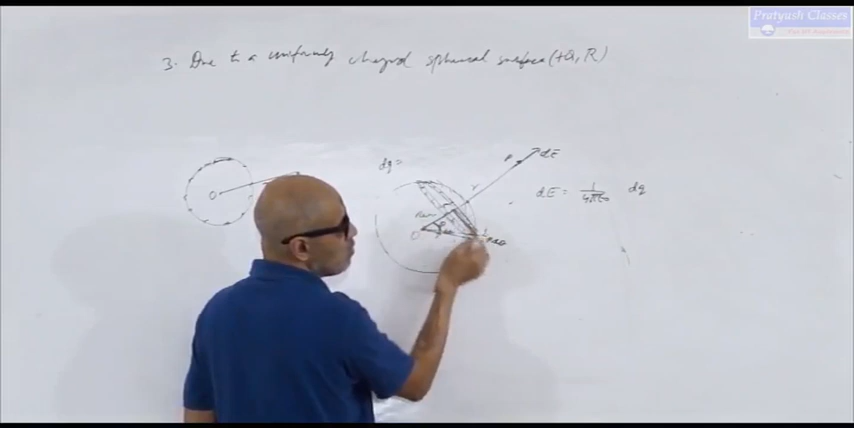 Pratyash Classes
3. Due to a uniformly charged spherical surface (+Q, R)
dq =
P
dE
r
dE = 1/4πε₀ dq
O
O